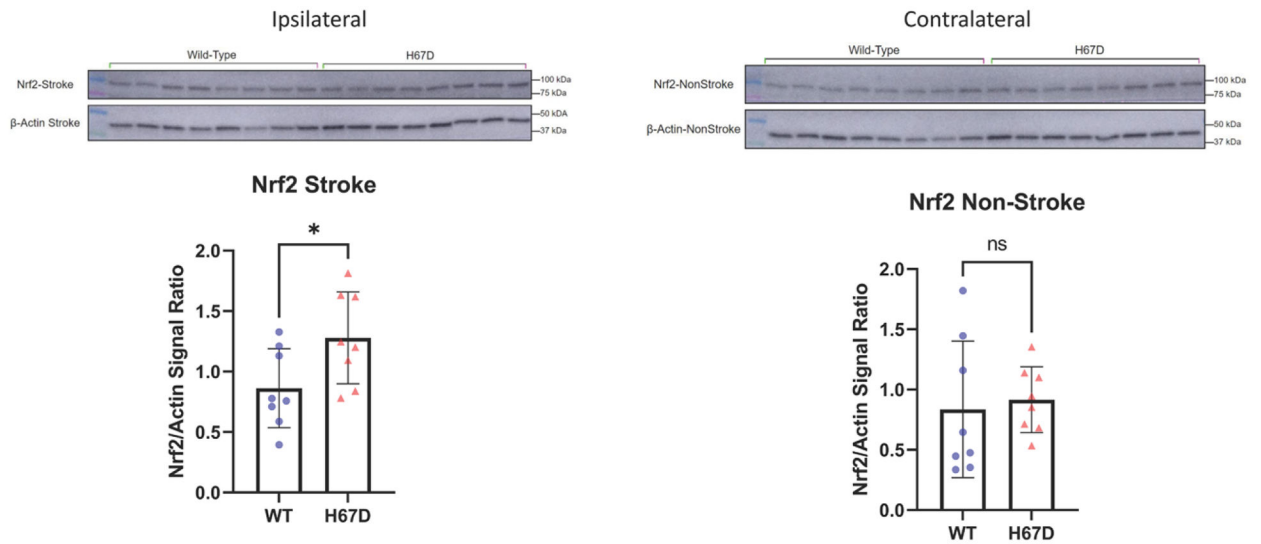 Ipsilateral
Wild-Type
H67D
Nrf2-Stroke
100 kDa
75 kDa
β-Actin Stroke
50 kDA
37 kDa
Nrf2 Stroke
*
Nrf2/Actin Signal Ratio
2.0
1.5
1.0
0.5
0.0
WT
H67D
Contralateral
Wild-Type
H67D
Nrf2-NonStroke
100 kDa
75 kDa
β-Actin-NonStroke
50 kDa
37 kDa
Nrf2 Non-Stroke
ns
Nrf2/Actin Signal Ratio
2.0
1.5
1.0
0.5
0.0
WT
H67D